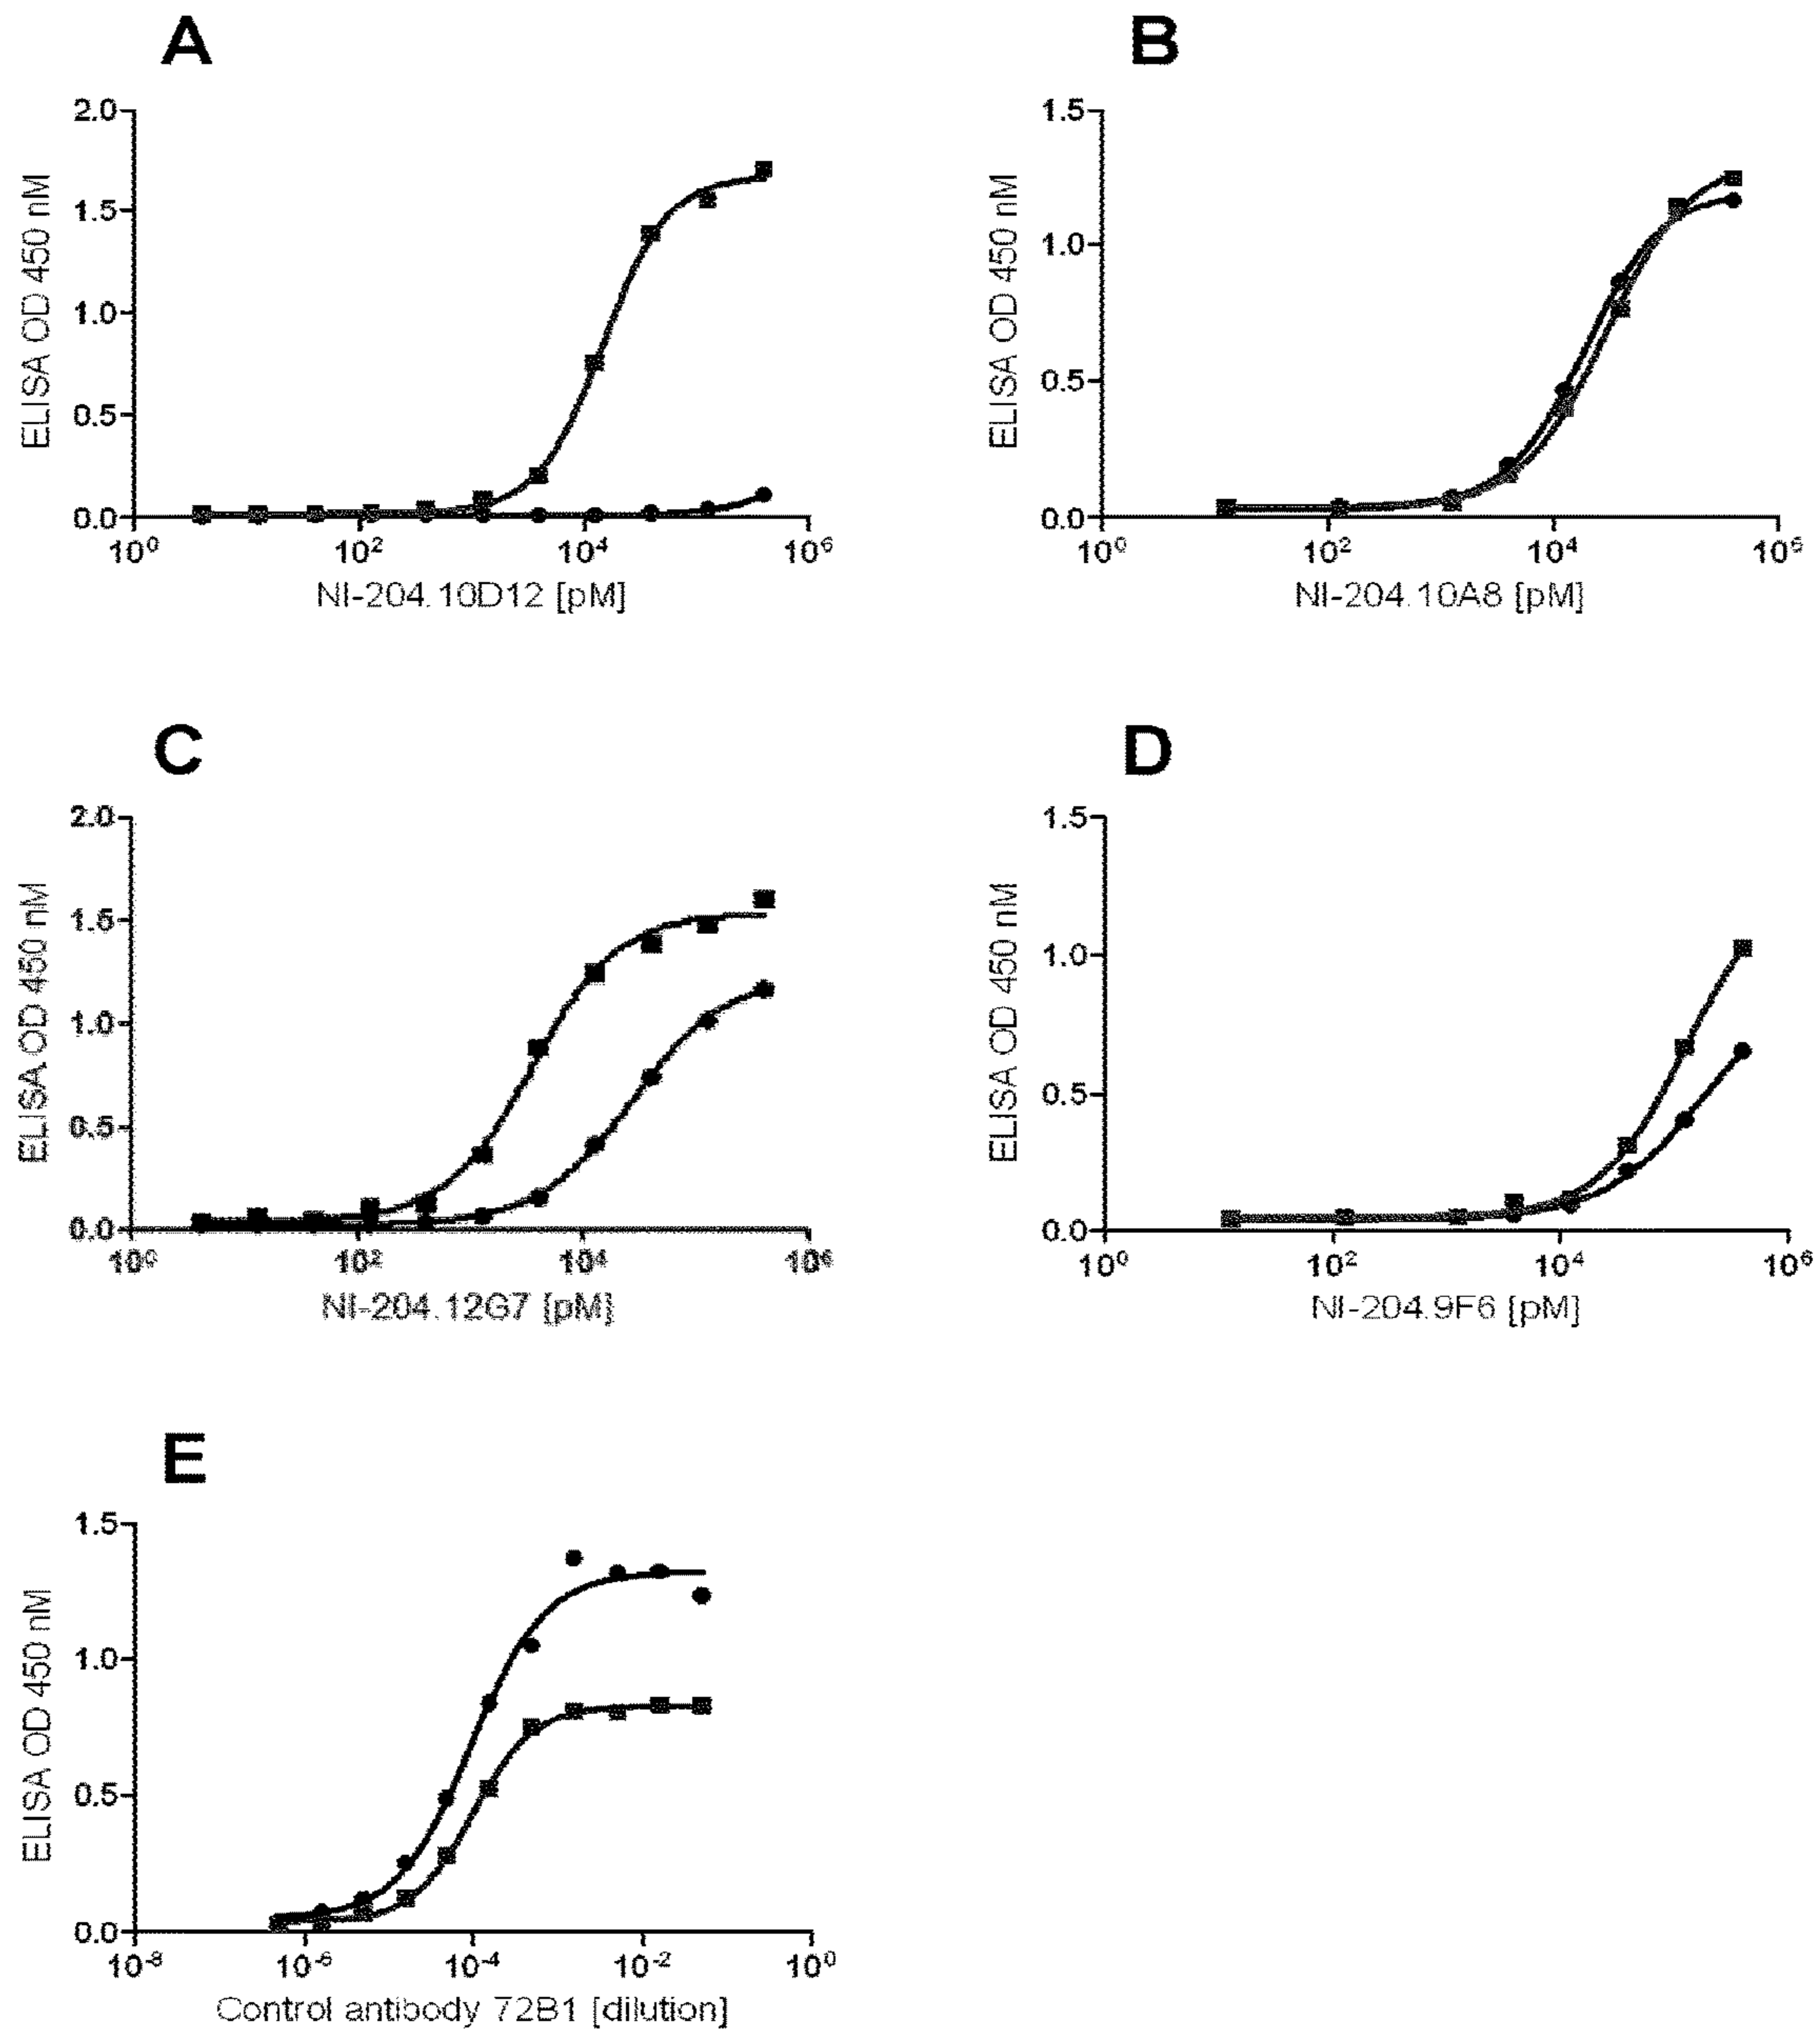 A
2.0
1.5
1.0
0.5
0.0
ELISA OD 450 nM
10⁰ 10² 10⁴ 10⁶
NI-204.10D12 [pM]
B
1.5
1.0
0.5
0.0
ELISA OD 450 nM
10⁰ 10² 10⁴ 10⁶
NI-204.10A8 [pM]
C
2.0
1.5
1.0
0.5
0.0
ELISA OD 450 nM
10⁰ 10² 10⁴ 10⁶
NI-204.12G7 [pM]
D
1.5
1.0
0.5
0.0
ELISA OD 450 nM
10⁰ 10² 10⁴ 10⁶
NI-204.9F6 [pM]
E
1.5
1.0
0.5
0.0
ELISA OD 450 nM
10⁻⁸ 10⁻⁶ 10⁻⁴ 10⁻² 10⁰
Control antibody 72B1 [dilution]